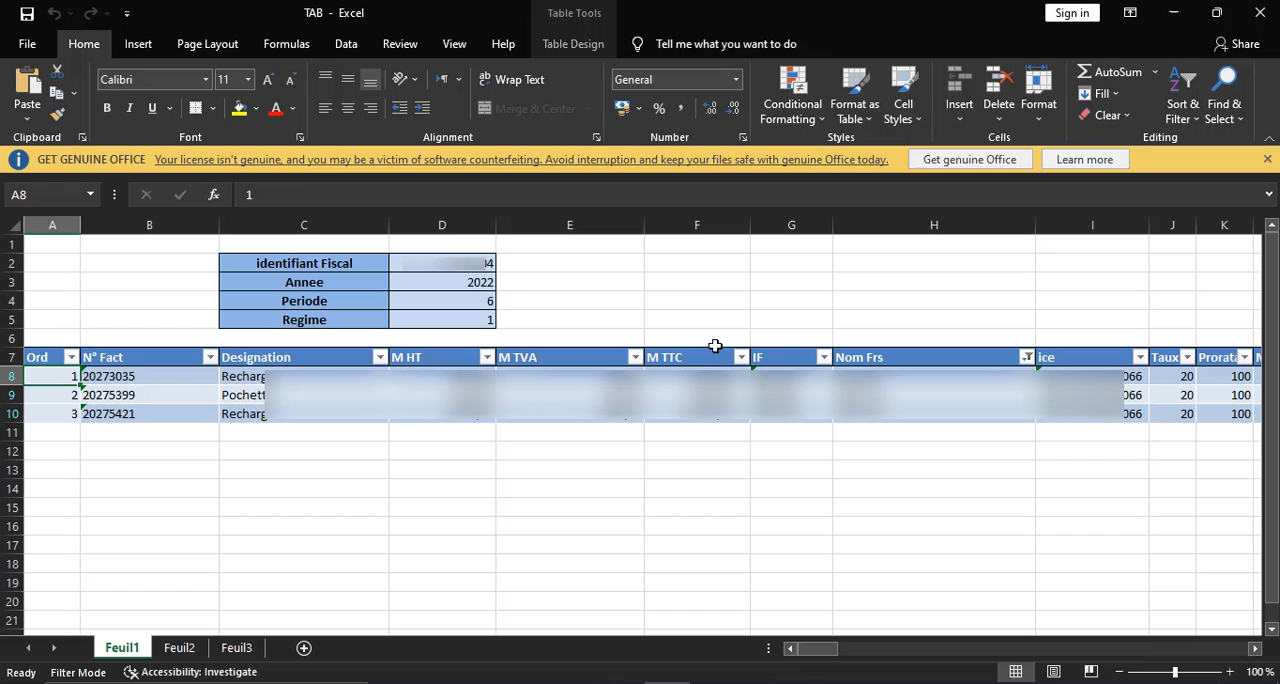 TAB - Excel
Table Tools
Sign in
File
Home
Insert
Page Layout
Formulas
Data
Review
View
Help
Table Design
Tell me what you want to do
Share
Paste
Calibri
11
Wrap Text
Merge & Center
General
Conditional Formatting
Format as Table
Cell Styles
Insert
Delete
Format
AutoSum
Fill
Clear
Sort & Filter
Find & Select
Clipboard
Font
Alignment
Number
Styles
Cells
Editing
GET GENUINE OFFICE Your license isn't genuine, and you may be a victim of software counterfeiting. Avoid interruption and keep your files safe with genuine Office today. Get genuine Office Learn more
A8 fx 1
A B C D E F G H I J K
1
2 identifiant Fiscal 04
3 Annee 2022
4 Periode 6
5 Regime 1
6
7 Ord N° Fact Designation M HT M TVA M TTC IF Nom Frs ice Taux Prorata
8 1 20273035 Recharg 066 20 100
9 2 20275399 Pochett 066 20 100
10 3 20275421 Recharg 066 20 100
11
12
13
14
15
16
17
18
19
20
21
Feuil1 Feuil2 Feuil3
Ready Filter Mode Accessibility: Investigate 100 %